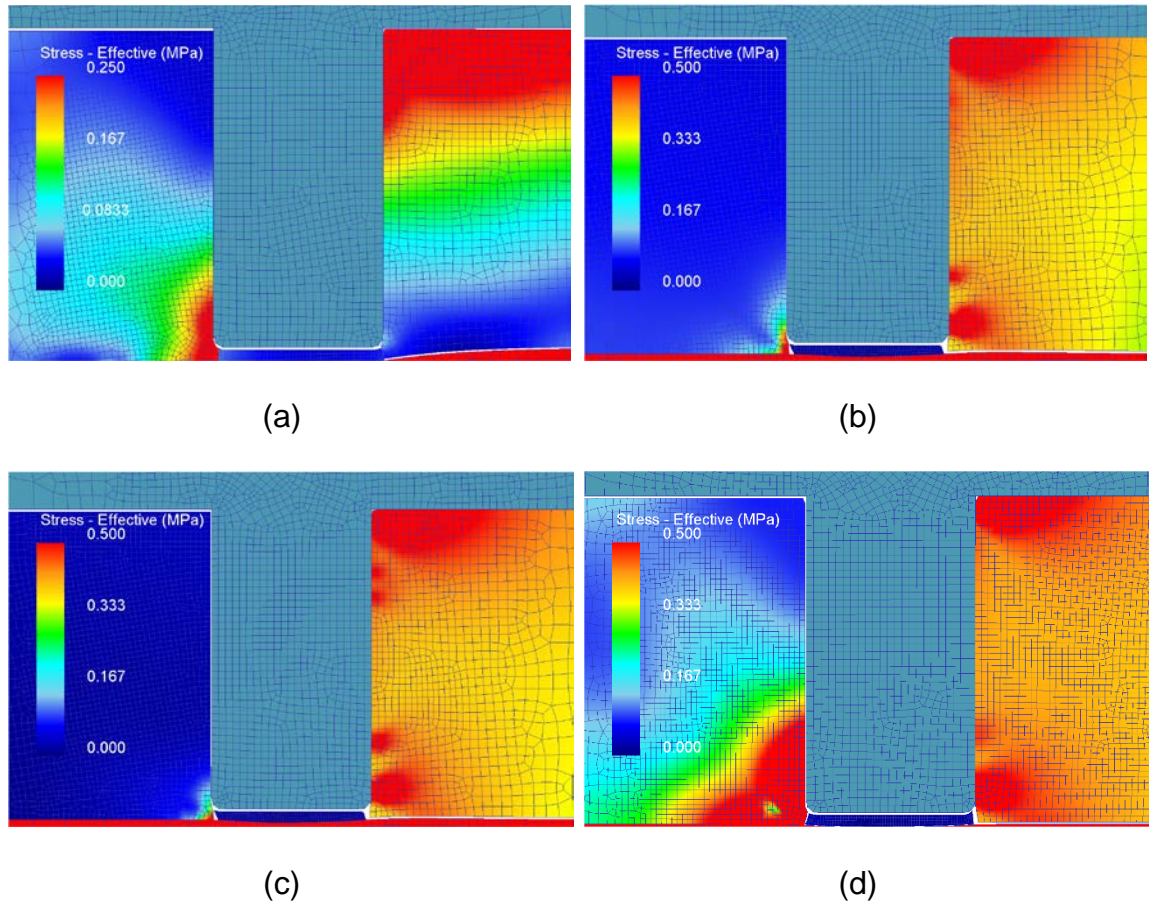 Stress - Effective (MPa)
0.250
0.167
0.0833
0.000
(a)
Stress - Effective (MPa)
0.500
0.333
0.167
0.000
(b)
Stress - Effective (MPa)
0.500
0.333
0.167
0.000
(c)
Stress - Effective (MPa)
0.500
0.333
0.167
0.000
(d)